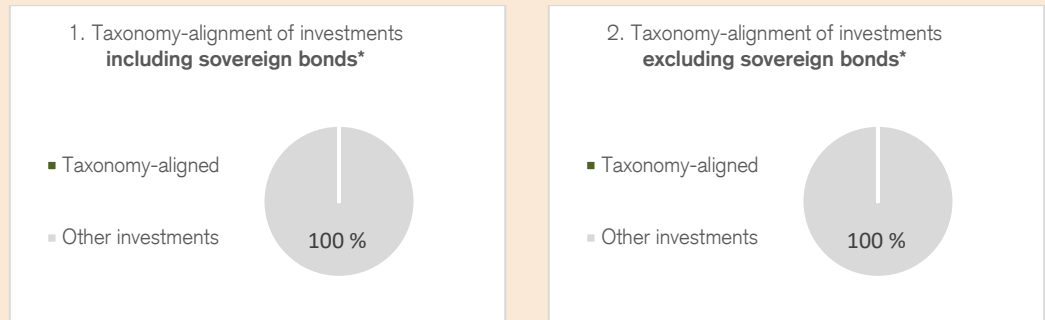 1. Taxonomy-alignment of investments
including sovereign bonds*
Taxonomy-aligned
Other investments
100 %
2. Taxonomy-alignment of investments
excluding sovereign bonds*
Taxonomy-aligned
Other investments
100 %